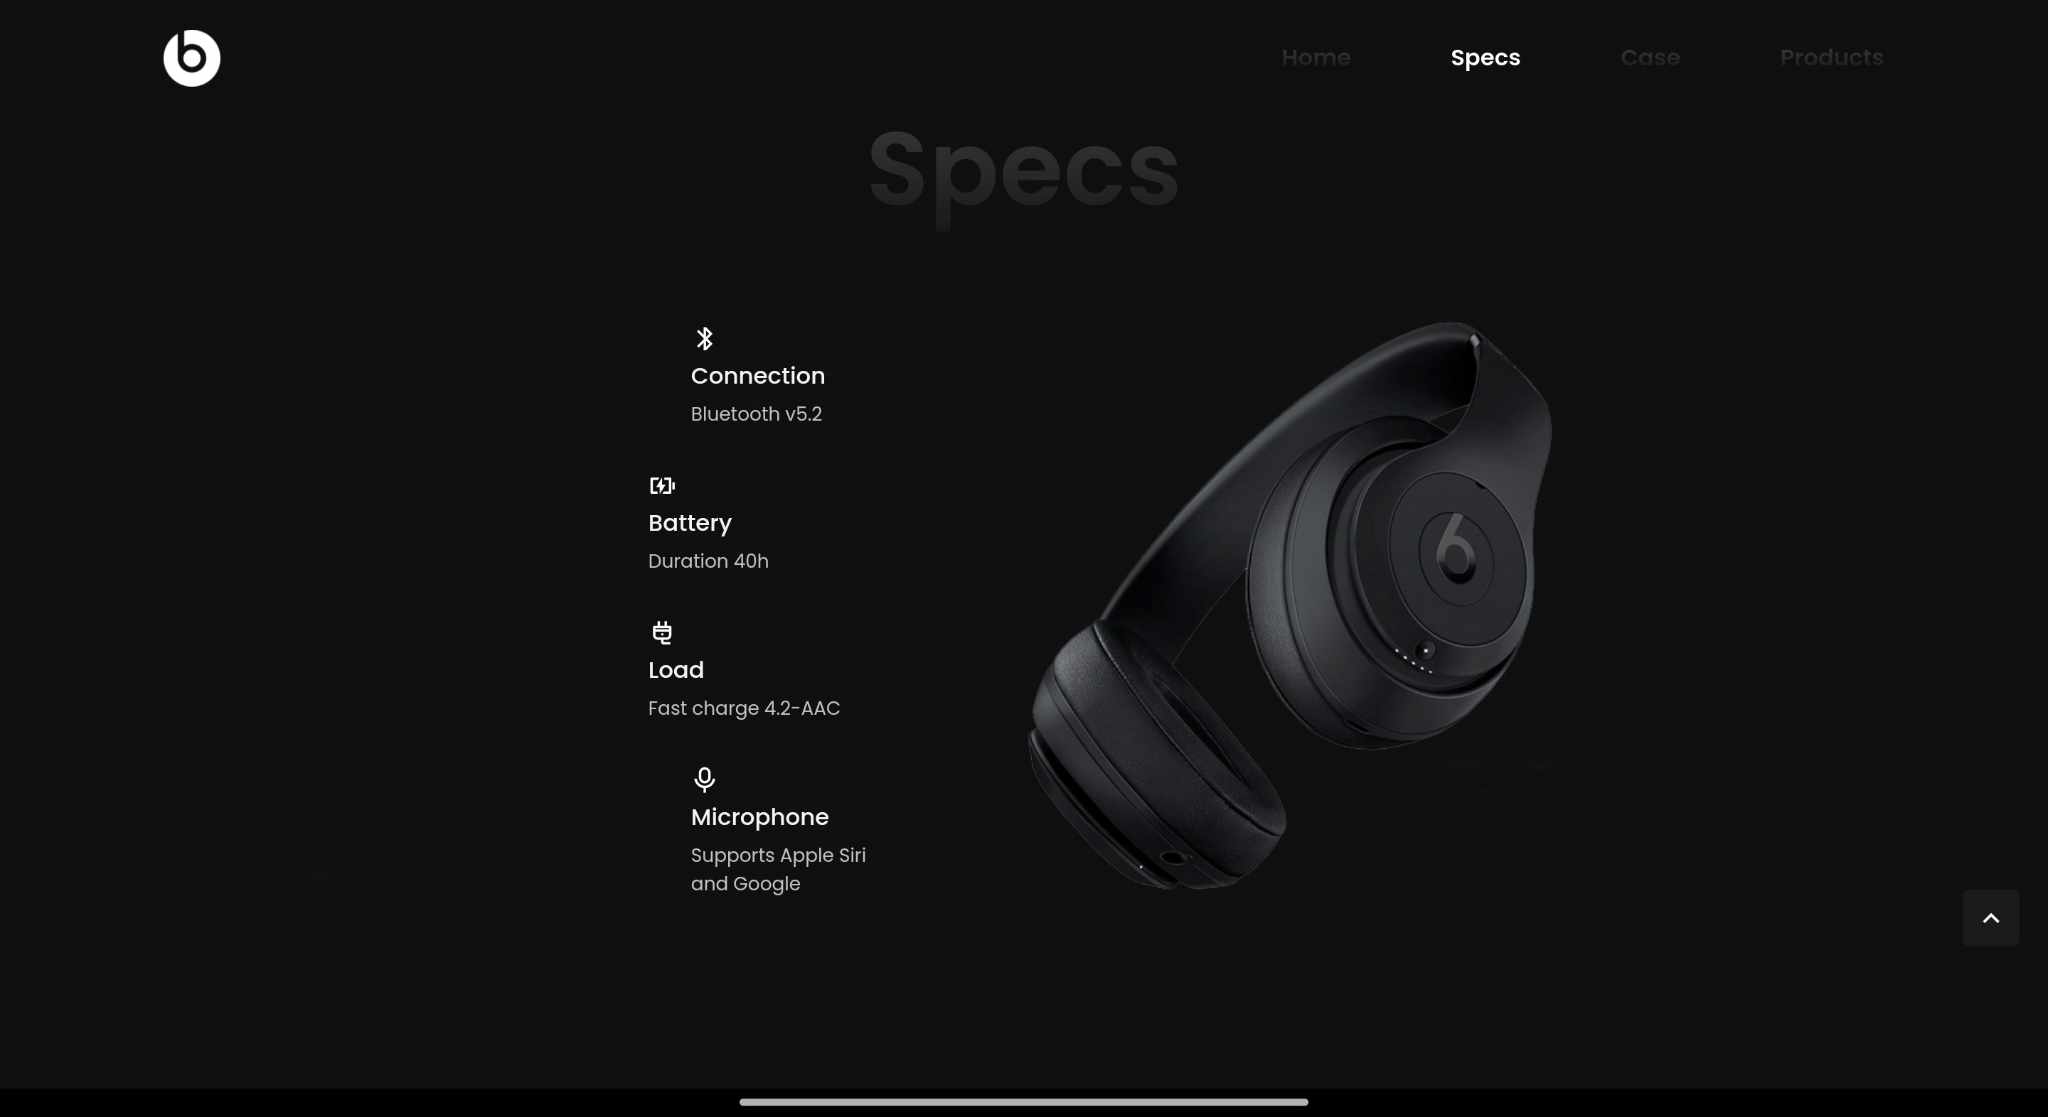 Home Specs Case Products
Specs
Connection
Bluetooth v5.2
Battery
Duration 40h
Load
Fast charge 4.2-AAC
Microphone
Supports Apple Siri
and Google